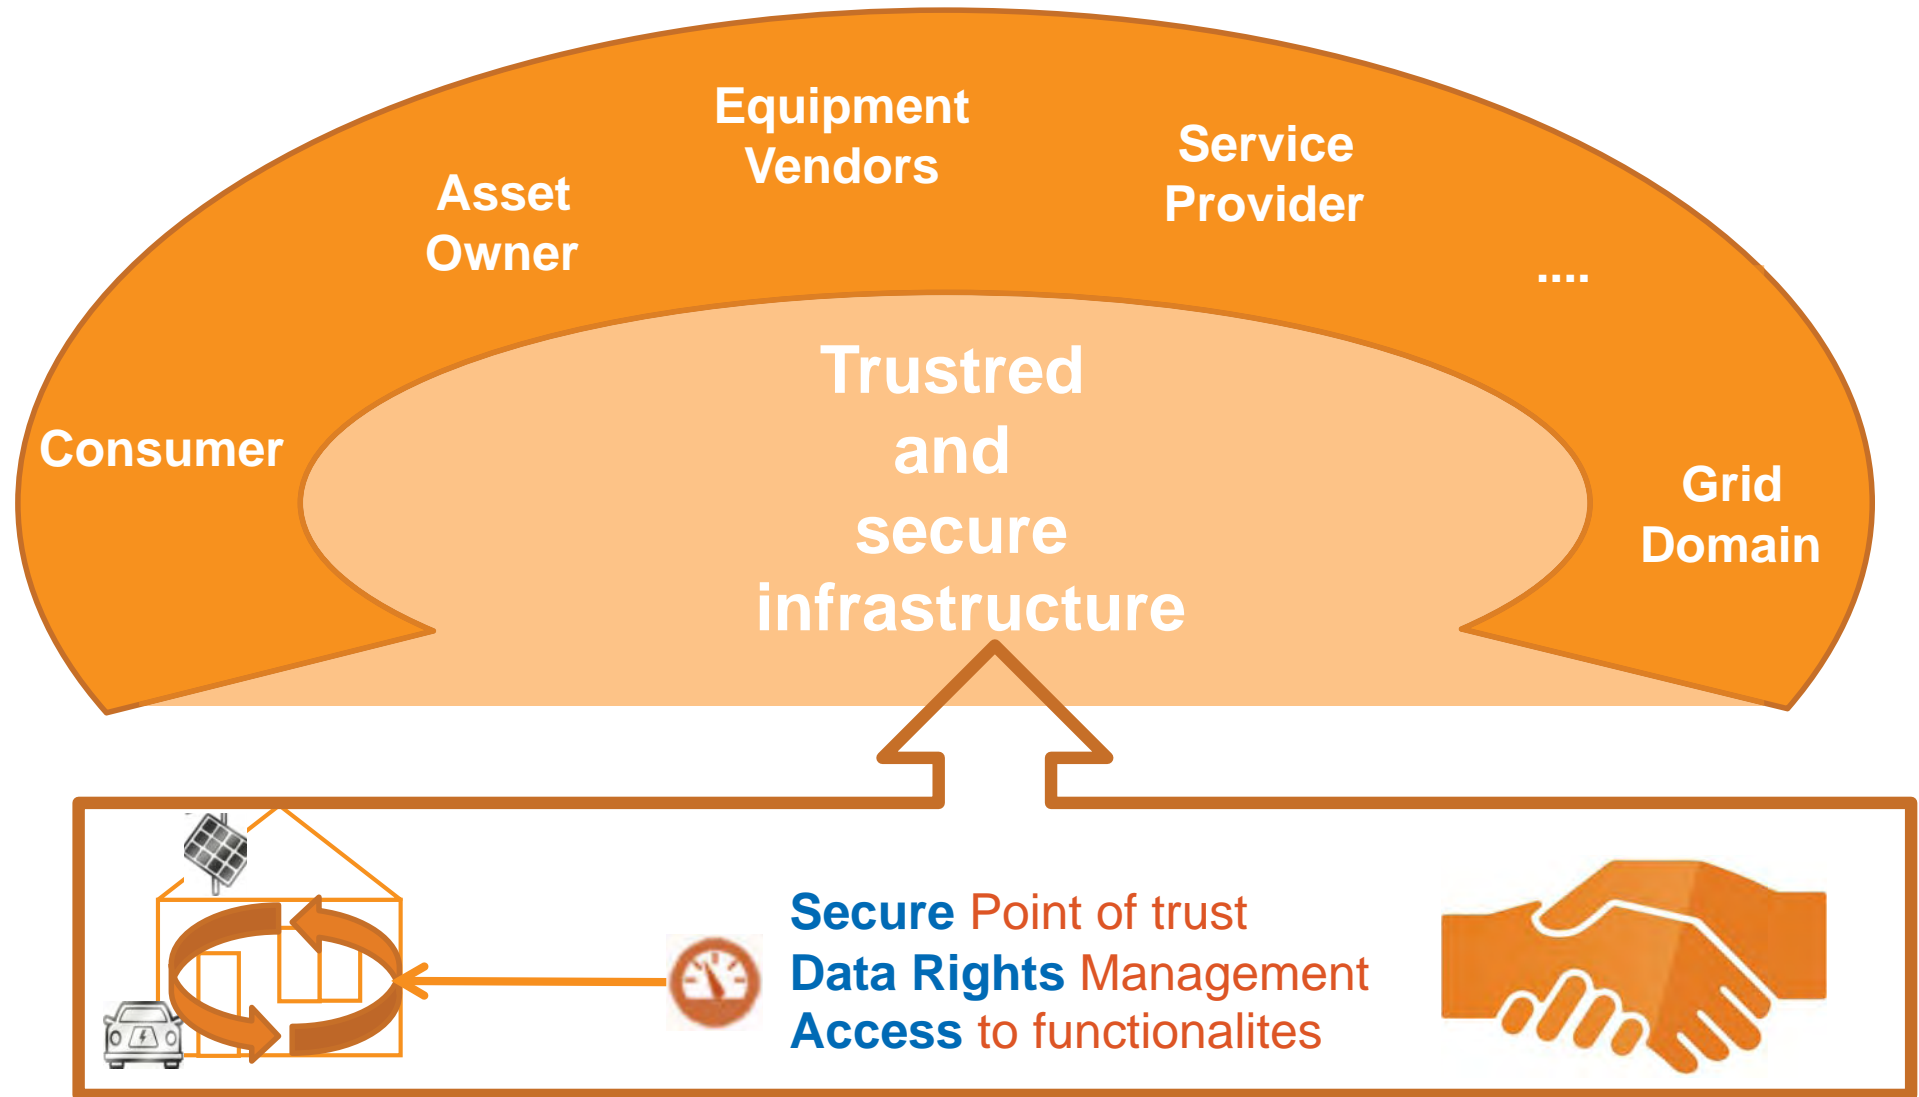 Equipment
Vendors
Service
Provider
Asset
Owner
....
Consumer
Grid
Domain
Trustred
and
secure
infrastructure
Secure Point of trust
Data Rights Management
Access to functionalites